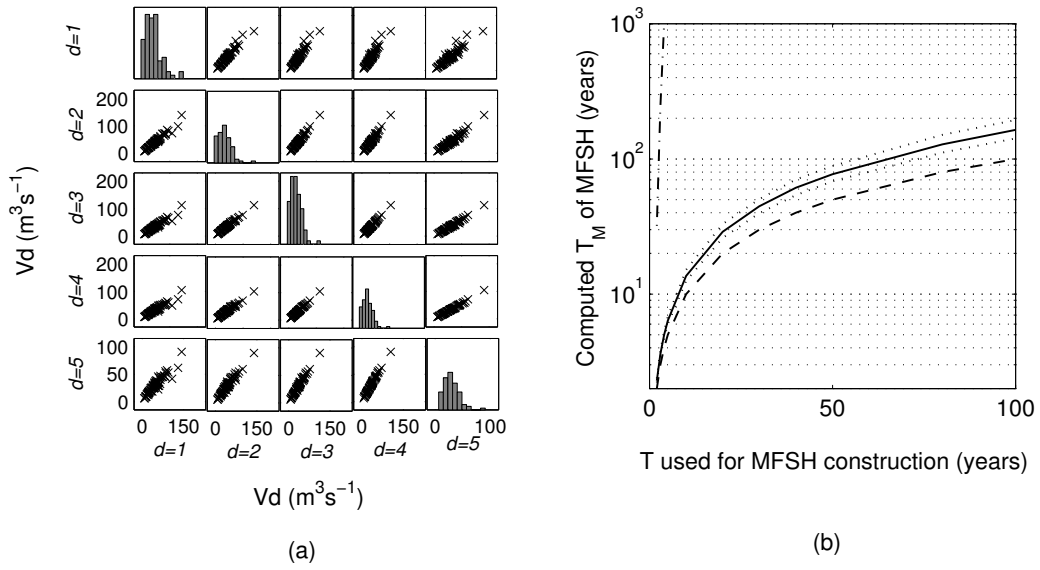 d=1
d=2
200
100
0
d=3
200
100
0
d=4
200
100
0
d=5
100
50
0
Vd (m³s⁻¹)
0 150 0 150 0 150 0 150 0 100
d=1 d=2 d=3 d=4 d=5
Vd (m³s⁻¹)
(a)
10³
10²
10¹
Computed T_M of MFSH (years)
0 50 100
T used for MFSH construction (years)
(b)